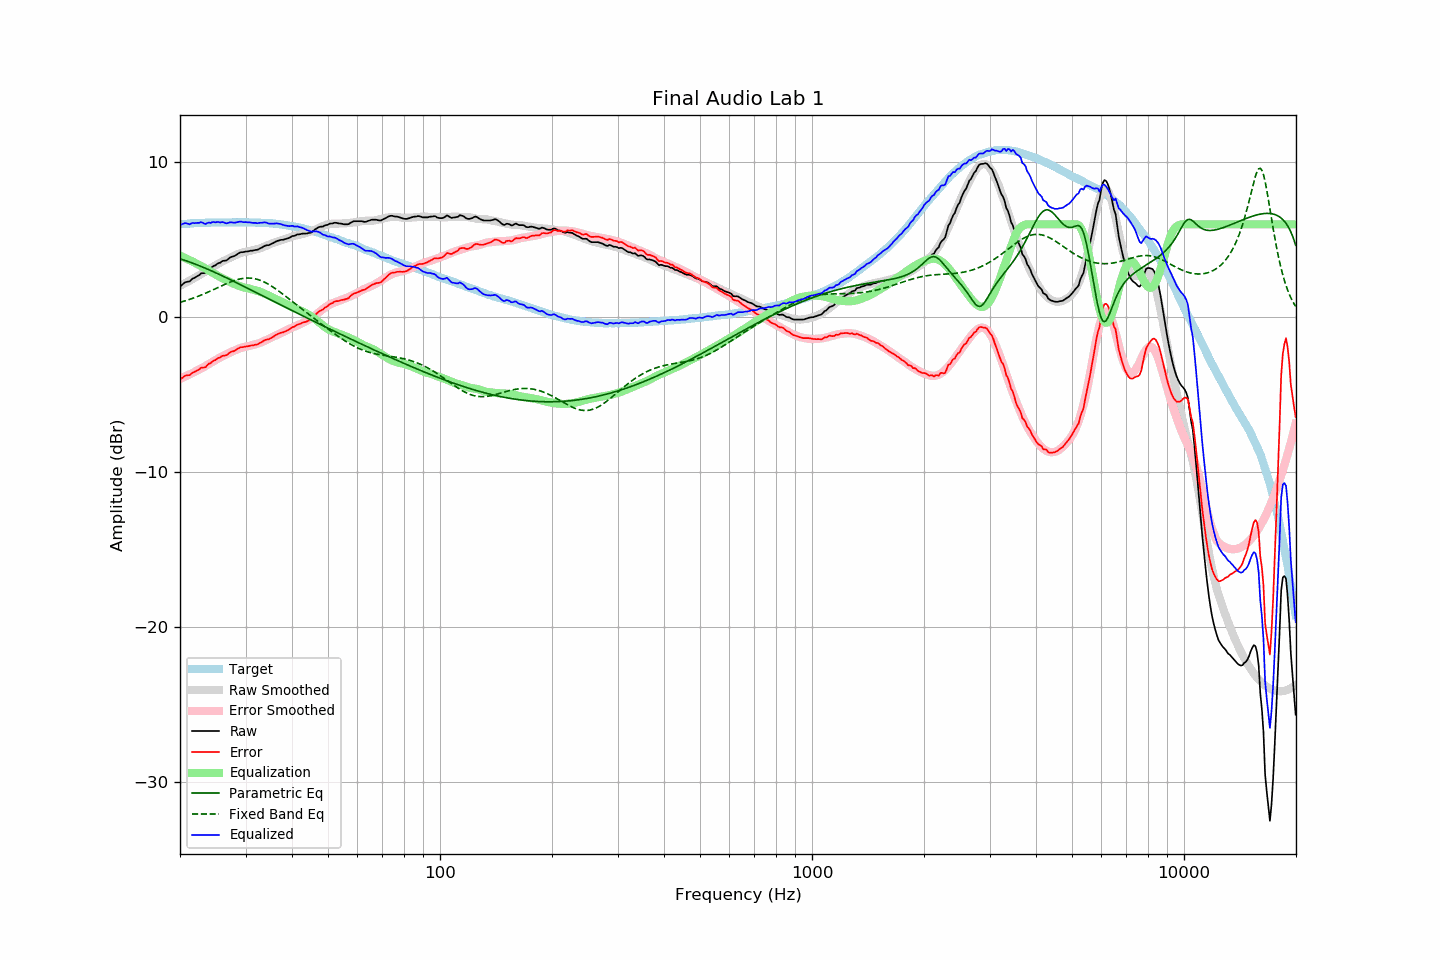 Final Audio Lab 1
Amplitude (dBr)
10
0
−10
−20
−30
Target
Raw Smoothed
Error Smoothed
Raw
Error
Equalization
Parametric Eq
Fixed Band Eq
Equalized
100
1000
10000
Frequency (Hz)